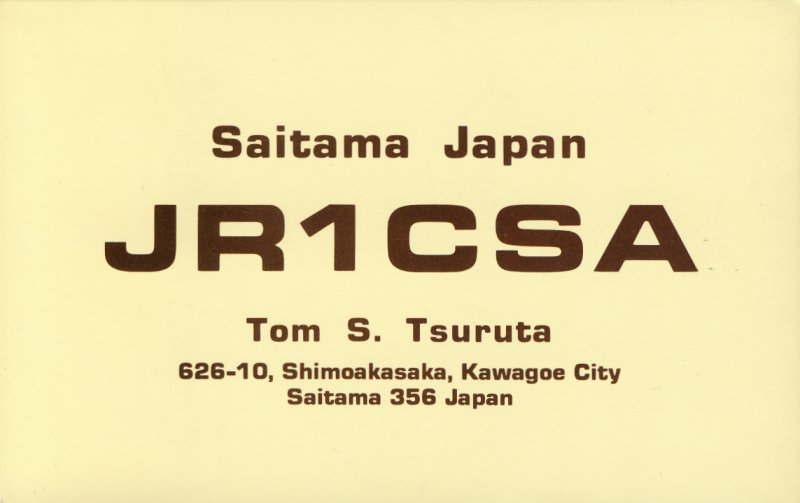 Saitama Japan
JR1CSA
Tom S. Tsuruta
626-10, Shimoakasaka, Kawagoe City
Saitama 356 Japan